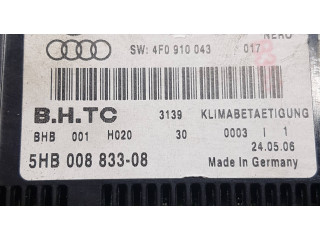 NERO
SW: 4F0 910 043 017
B.H.TC 3139 KLIMABETAETIGUNG
BHB 001 H020 30 0003 I 1
24.05.06
5HB 008 833-08 Made in Germany